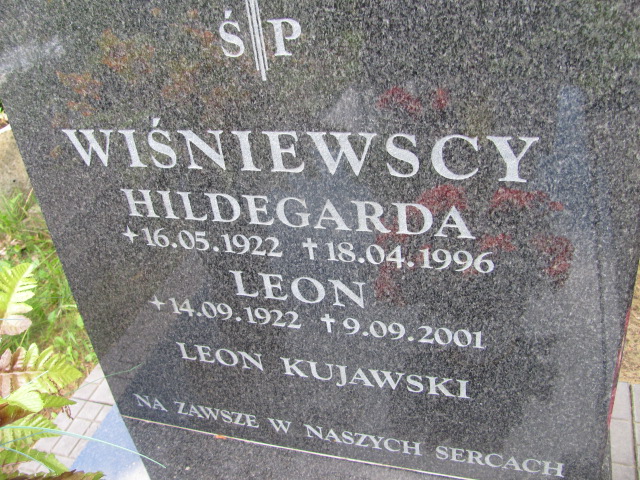 ŚP
WIŚNIEWSCY
HILDEGARDA
+16.05.1922 †18.04.1996
LEON
+14.09.1922 †9.09.2001
LEON KUJAWSKI
NA ZAWSZE W NASZYCH SERCACH